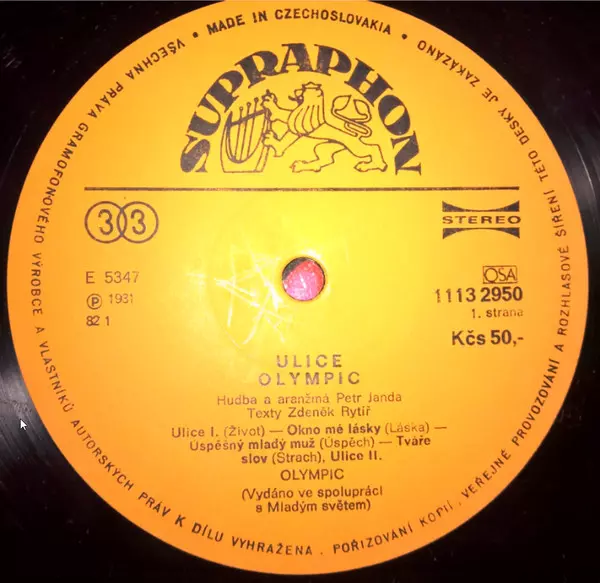 VŠECHNA PRÁVA GRAMOFONOVÉHO VÝROBCE A VLASTNÍKŮ AUTORSKÝCH PRÁV K DÍLU VYHRAŽENA . POŘIZOVÁNÍ KOPIÍ, VEŘEJNÉ PROVOZOVÁNÍ A ROZHLASOVÉ ŠÍŘENÍ TÉTO DESKY JE ZAKÁZÁNO
• MADE IN CZECHOSLOVAKIA •
SUPRAPHON
33
STEREO
E 5347
Ⓟ 1981
82 1
OSA
1113 2950
1. strana
Kčs 50,-
ULICE
OLYMPIC
Hudba a aranžmá Petr Janda
Texty Zdeněk Rytíř
Ulice I. (Život) — Okno mé lásky (Láska) —
Úspěšný mladý muž (Úspěch) — Tváře
slov (Strach), Ulice II.
OLYMPIC
(Vydáno ve spolupráci
s Mladým světem)